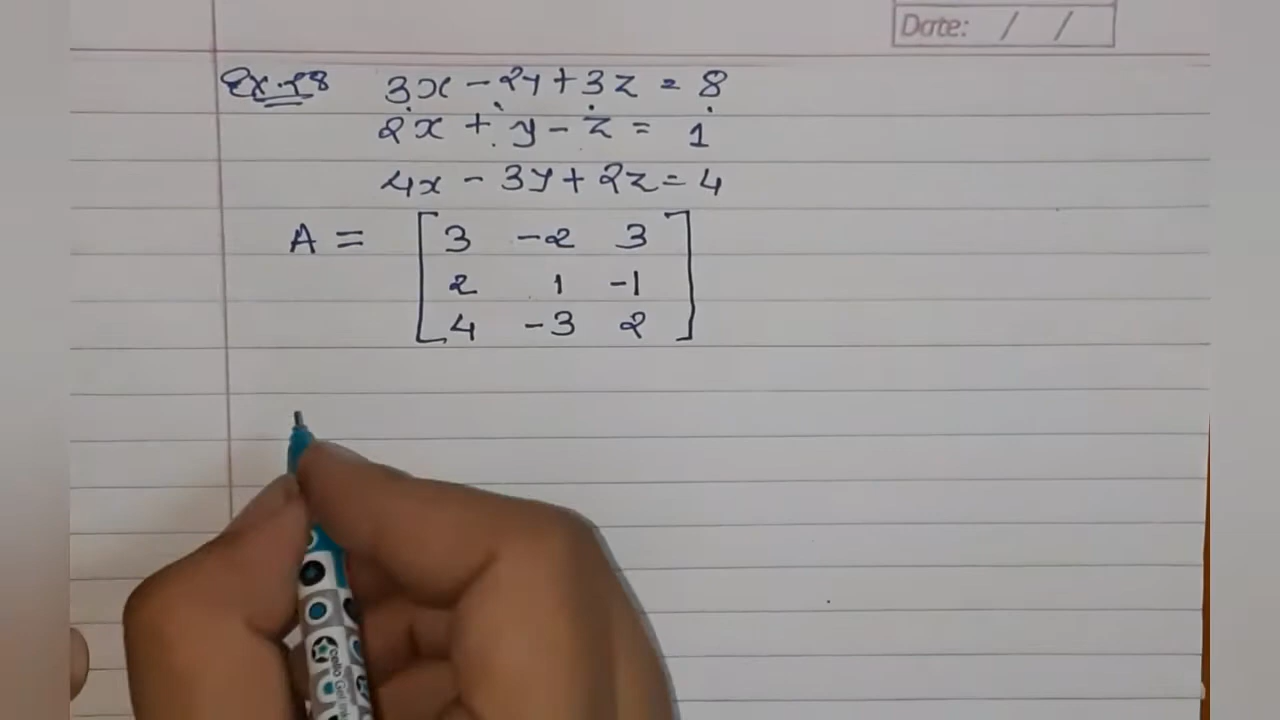 Date: / /
Ex. 28 3x - 2y + 3z = 8
2x + y - z = 1
4x - 3y + 2z = 4
A = [ 3 -2 3
2 1 -1
4 -3 2 ]